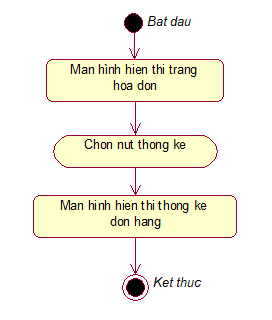 Bat dau
Man hình hien thi trang
hoa don
Chon nut thong ke
Man hinh hien thi thong ke
don hang
Ket thuc